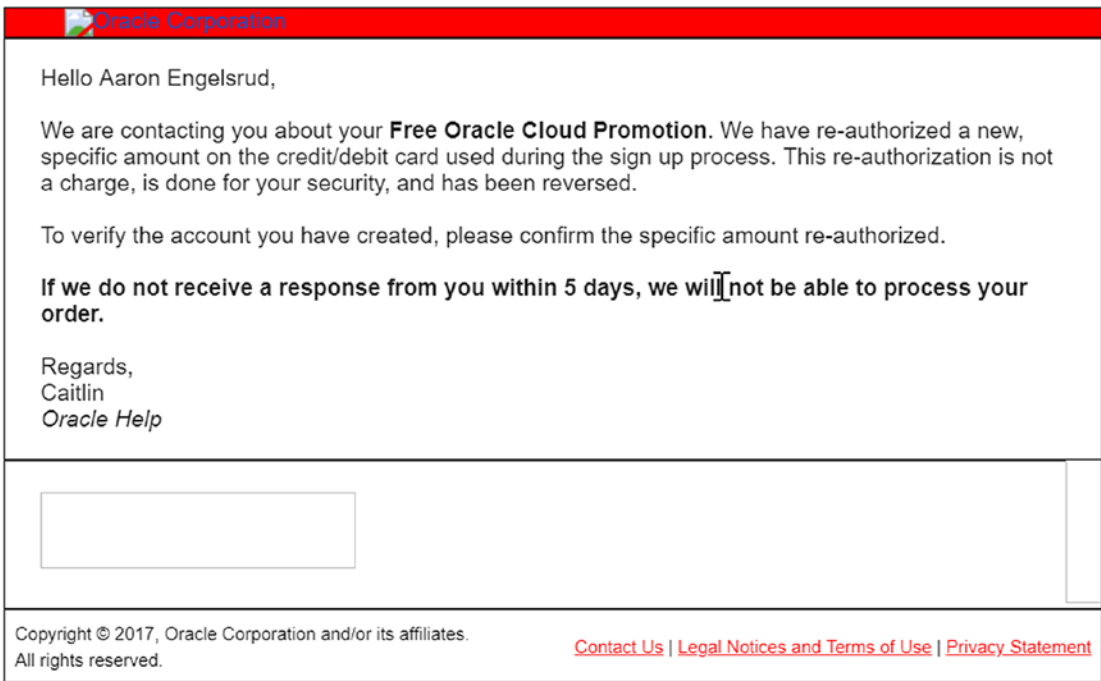 Oracle Corporation
Hello Aaron Engelsrud,
We are contacting you about your Free Oracle Cloud Promotion. We have re-authorized a new,
specific amount on the credit/debit card used during the sign up process. This re-authorization is not
a charge, is done for your security, and has been reversed.
To verify the account you have created, please confirm the specific amount re-authorized.
If we do not receive a response from you within 5 days, we will not be able to process your
order.
Regards,
Caitlin
Oracle Help
Copyright © 2017, Oracle Corporation and/or its affiliates.
All rights reserved.
Contact Us | Legal Notices and Terms of Use | Privacy Statement